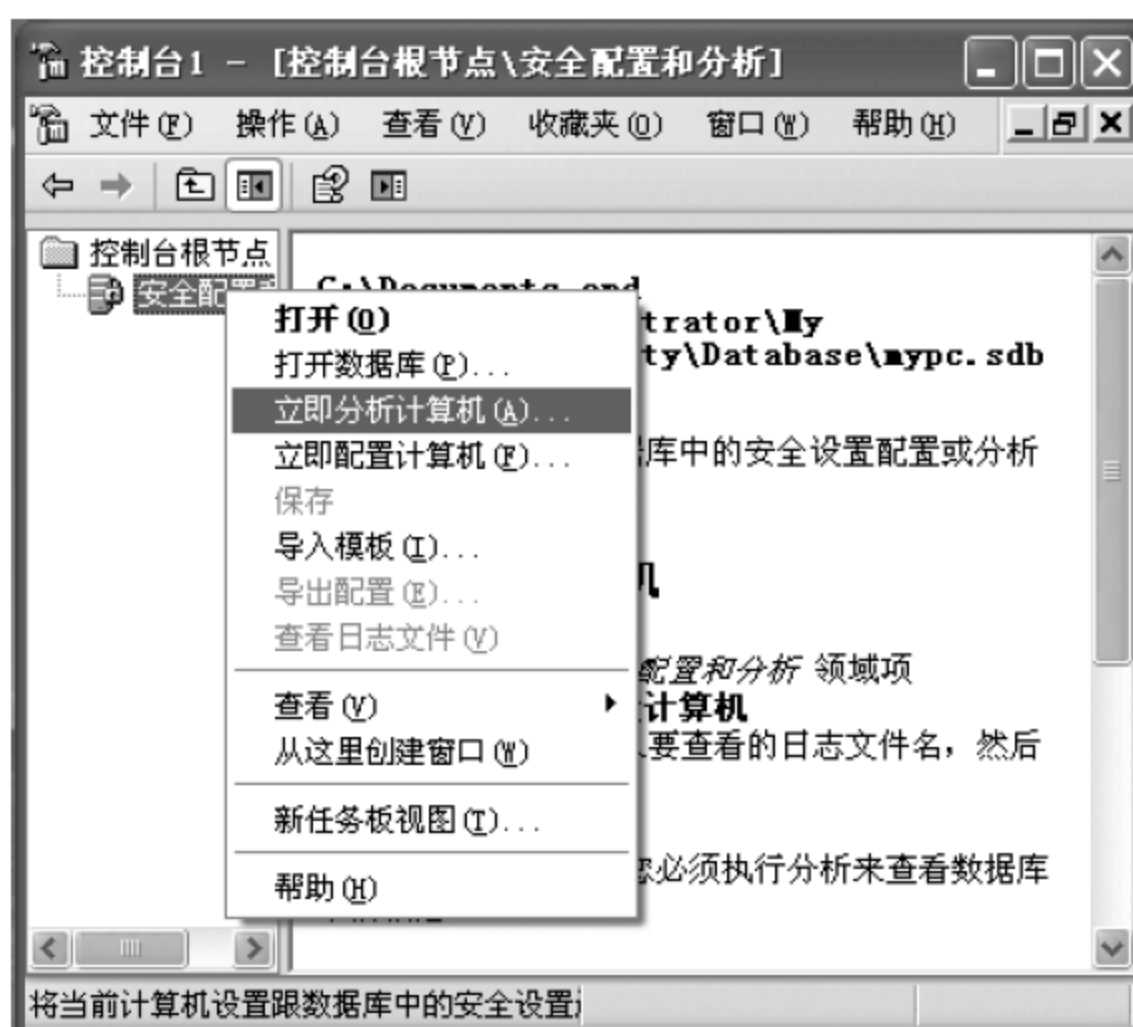 控制台1 - [控制台根节点\安全配置和分析]
文件(F) 操作(A) 查看(V) 收藏夹(O) 窗口(W) 帮助(H)
控制台根节点
安全配置
C:\Documents and
打开(O)
trator\My
打开数据库(P)...
ty\Database\mypc.sdb
立即分析计算机(A)...
立即配置计算机(F)...
库中的安全设置配置或分析
保存
导入模板(I)...
导出配置(E)...
机
查看日志文件(V)
配置和分析 领域项
查看(V)
计算机
从这里创建窗口(W)
要查看的日志文件名，然后
新任务板视图(T)...
必须执行分析来查看数据库
帮助(H)
将当前计算机设置跟数据库中的安全设置